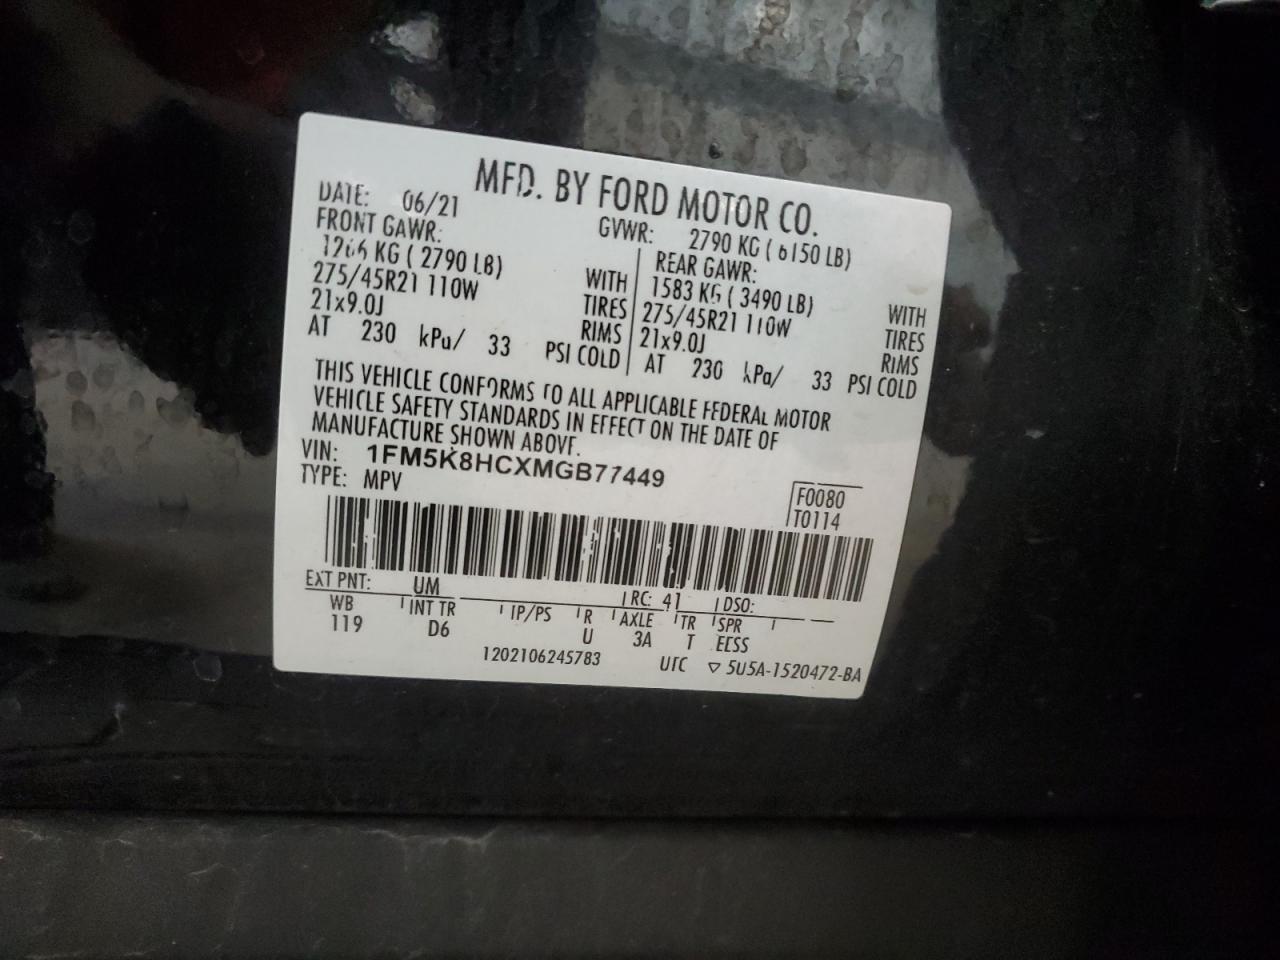 MFD. BY FORD MOTOR CO.
DATE: 06/21 GVWR: 2790 KG ( 6150 LB)
FRONT GAWR: REAR GAWR:
1266 KG ( 2790 LB) WITH 1583 KG ( 3490 LB) WITH
275/45R21 110W TIRES 275/45R21 110W TIRES
21x9.0J RIMS 21x9.0J RIMS
AT 230 kPa/ 33 PSI COLD AT 230 kPa/ 33 PSI COLD
THIS VEHICLE CONFORMS TO ALL APPLICABLE FEDERAL MOTOR
VEHICLE SAFETY STANDARDS IN EFFECT ON THE DATE OF
MANUFACTURE SHOWN ABOVE.
VIN: 1FM5K8HCXMGB77449
TYPE: MPV F0080
T0114
EXT PNT: UM RC: 41 DSO:
WB INT TR IP/PS R AXLE TR SPR
119 D6 U 3A T EESS
1202106245783 UTC ▽ 5U5A-1520472-BA